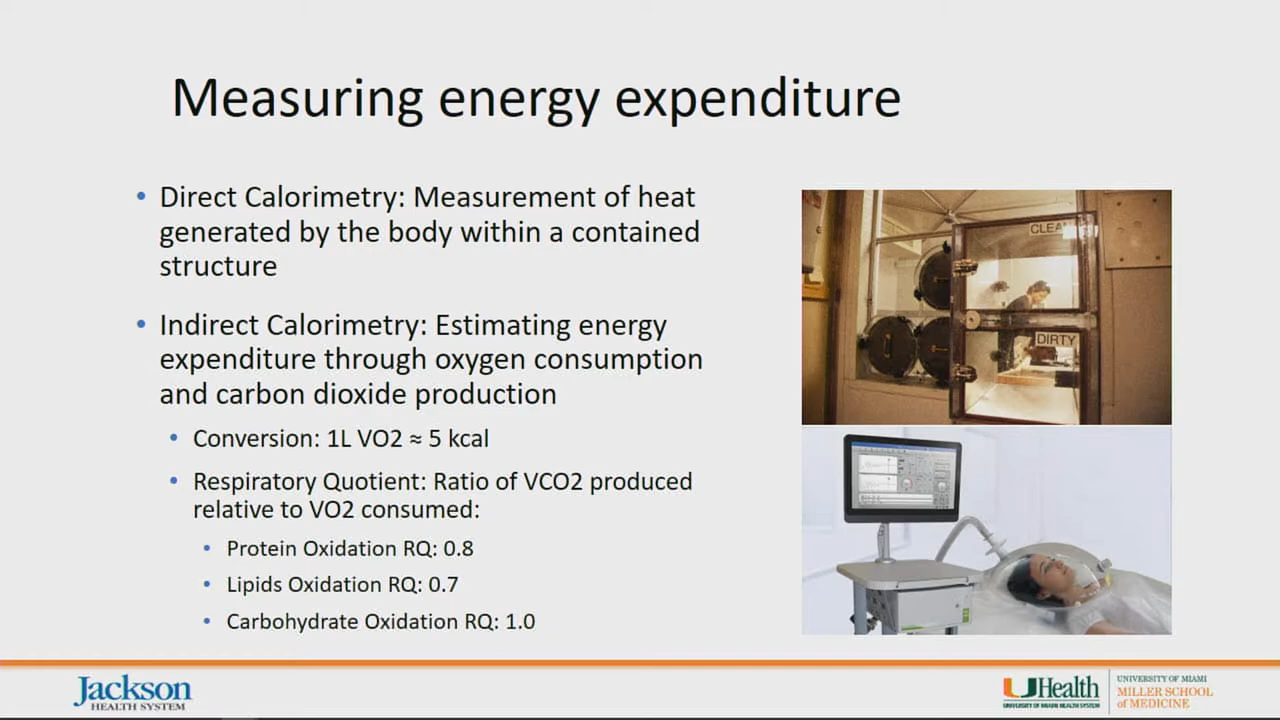 Measuring energy expenditure
• Direct Calorimetry: Measurement of heat
generated by the body within a contained
structure
• Indirect Calorimetry: Estimating energy
expenditure through oxygen consumption
and carbon dioxide production
• Conversion: 1L VO2 ≈ 5 kcal
• Respiratory Quotient: Ratio of VCO2 produced
relative to VO2 consumed:
• Protein Oxidation RQ: 0.8
• Lipids Oxidation RQ: 0.7
• Carbohydrate Oxidation RQ: 1.0
DIRTY
Jackson
HEALTH SYSTEM
UHealth
UNIVERSITY OF MIAMI HEALTH SYSTEM
UNIVERSITY OF MIAMI
MILLER SCHOOL
of MEDICINE